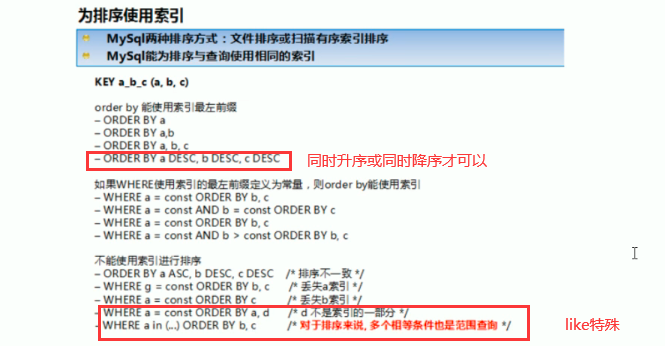 为排序使用索引
MySql两种排序方式：文件排序或扫描有序索引排序
MySql能为排序与查询使用相同的索引
KEY a_b_c (a, b, c)
order by 能使用索引最左前缀
– ORDER BY a
– ORDER BY a,b
– ORDER BY a, b, c
– ORDER BY a DESC, b DESC, c DESC
同时升序或同时降序才可以
如果WHERE使用索引的最左前缀定义为常量，则order by能使用索引
– WHERE a = const ORDER BY b, c
– WHERE a = const AND b = const ORDER BY c
– WHERE a = const ORDER BY b, c
– WHERE a = const AND b > const ORDER BY b, c
不能使用索引进行排序
– ORDER BY a ASC, b DESC, c DESC /* 排序不一致 */
– WHERE g = const ORDER BY b, c /* 丢失a索引 */
– WHERE a = const ORDER BY c /* 丢失b索引 */
– WHERE a = const ORDER BY a, d /* d 不是索引的一部分 */
– WHERE a in (...) ORDER BY b, c /* 对于排序来说, 多个相等条件也是范围查询 */
like特殊